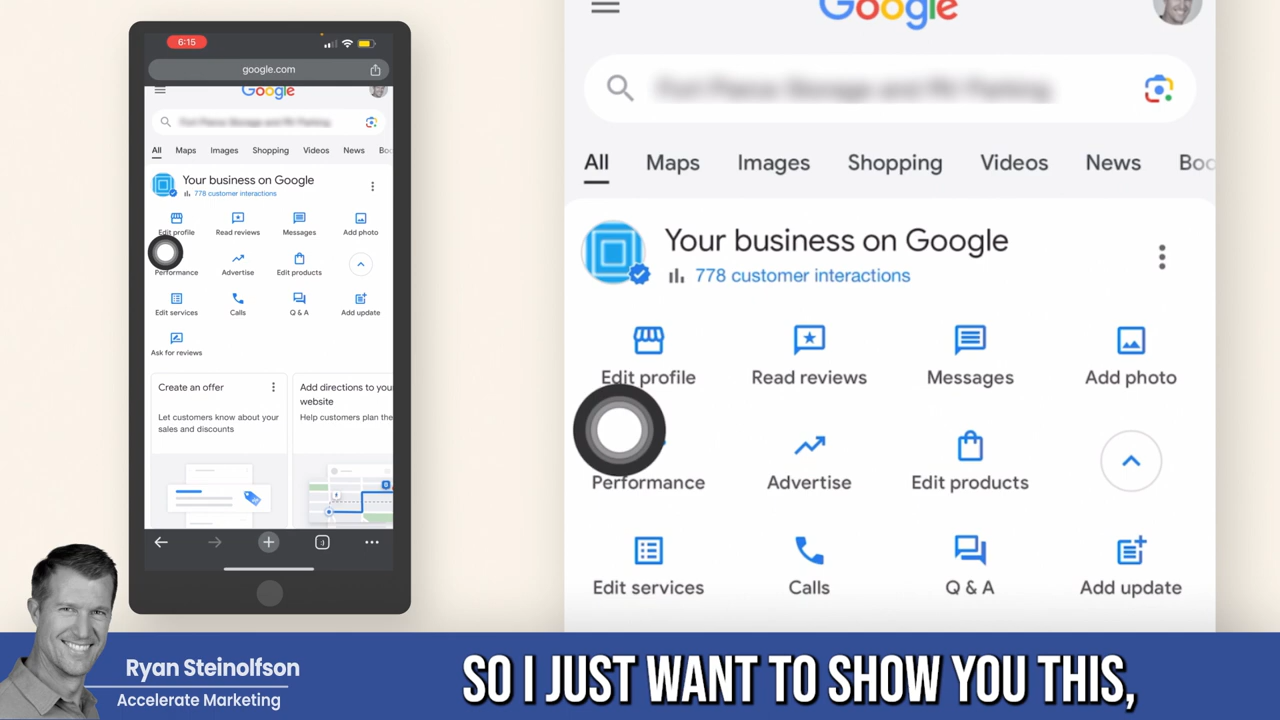 6:15
google.com
Google
All Maps Images Shopping Videos News
Your business on Google
778 customer interactions
Edit profile Read reviews Messages Add photo
Performance Advertise Edit products
Edit services Calls Q & A Add update
Ask for reviews
Create an offer
Let customers know about your
sales and discounts
Add directions to your
website
Help customers plan the
Google
All Maps Images Shopping Videos News
Your business on Google
778 customer interactions
Edit profile Read reviews Messages Add photo
Performance Advertise Edit products
Edit services Calls Q & A Add update
Ryan Steinolfson
Accelerate Marketing
SO I JUST WANT TO SHOW YOU THIS,